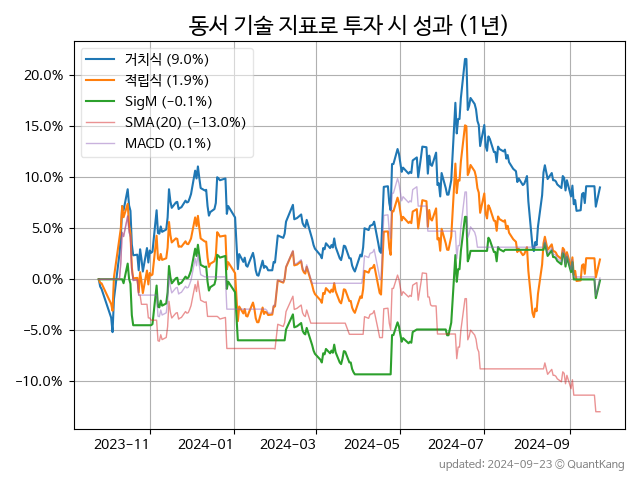 동서 기술 지표로 투자 시 성과 (1년)
거치식 (9.0%)
적립식 (1.9%)
SigM (−0.1%)
SMA(20) (−13.0%)
MACD (0.1%)
20.0%
15.0%
10.0%
5.0%
0.0%
−5.0%
−10.0%
2023-11 2024-01 2024-03 2024-05 2024-07 2024-09
updated: 2024-09-23 ⓒ QuantKang